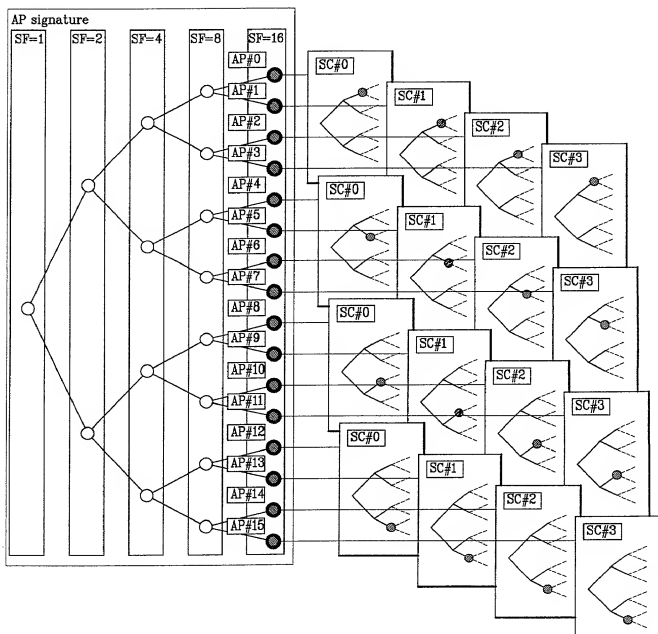 AP signature
SF=1
SF=2
SF=4
SF=8
SF=16
AP#0
AP#1
AP#2
AP#3
AP#4
AP#5
AP#6
AP#7
AP#8
AP#9
AP#10
AP#11
AP#12
AP#13
AP#14
AP#15
SC#0
SC#1
SC#2
SC#3
SC#0
SC#1
SC#2
SC#3
SC#0
SC#1
SC#2
SC#3
SC#0
SC#1
SC#2
SC#3